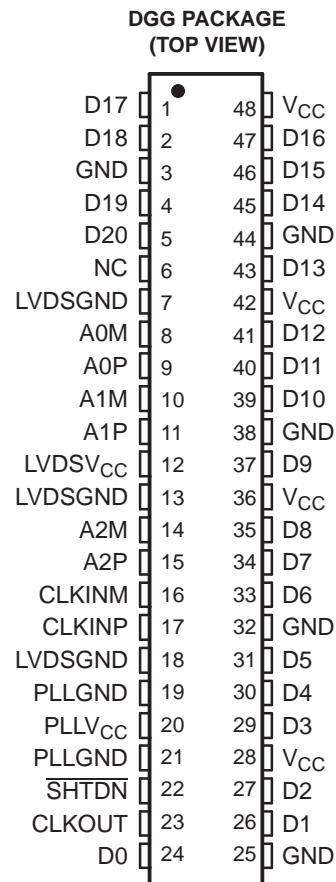 DGG PACKAGE
(TOP VIEW)
D17 1 48 VCC
D18 2 47 D16
GND 3 46 D15
D19 4 45 D14
D20 5 44 GND
NC 6 43 D13
LVDSGND 7 42 VCC
A0M 8 41 D12
A0P 9 40 D11
A1M 10 39 D10
A1P 11 38 GND
LVDSVCC 12 37 D9
LVDSGND 13 36 VCC
A2M 14 35 D8
A2P 15 34 D7
CLKINM 16 33 D6
CLKINP 17 32 GND
LVDSGND 18 31 D5
PLLGND 19 30 D4
PLLVCC 20 29 D3
PLLGND 21 28 VCC
SHTDN 22 27 D2
CLKOUT 23 26 D1
D0 24 25 GND